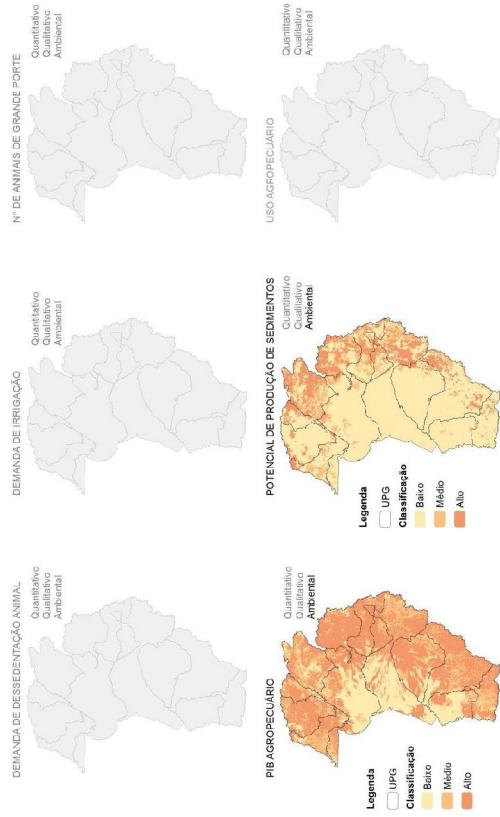 DEMANDA DE DESSEDENTAÇÃO ANIMAL
Quantitativo
Qualitativo
Ambiental
DEMANDA DE IRRIGAÇÃO
Quantitativo
Qualitativo
Ambiental
Nº DE ANIMAIS DE GRANDE PORTE
Quantitativo
Qualitativo
Ambiental
PIB AGROPECUÁRIO
Quantitativo
Qualitativo
Ambiental
Legenda
UPG
Classificação
Baixo
Médio
Alto
POTENCIAL DE PRODUÇÃO DE SEDIMENTOS
Quantitativo
Qualitativo
Ambiental
Legenda
UPG
Classificação
Baixo
Médio
Alto
USO AGROPECUÁRIO
Quantitativo
Qualitativo
Ambiental